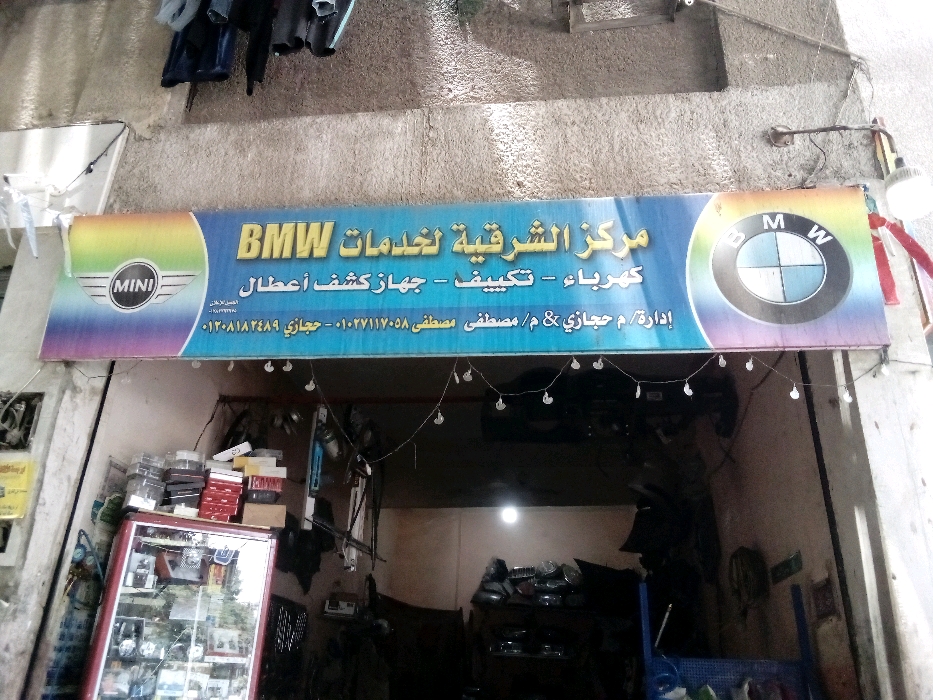 مركز الشرقية لخدمات BMW
كهرباء - تكييف - جهاز كشف أعطال
إدارة/ م حجازي & م/ مصطفى مصطفى ٠١٠٢٧١١٧٠٥٨ - حجازي ٠١٢٠٨١٨٢٤٨٩
MINI
BMW